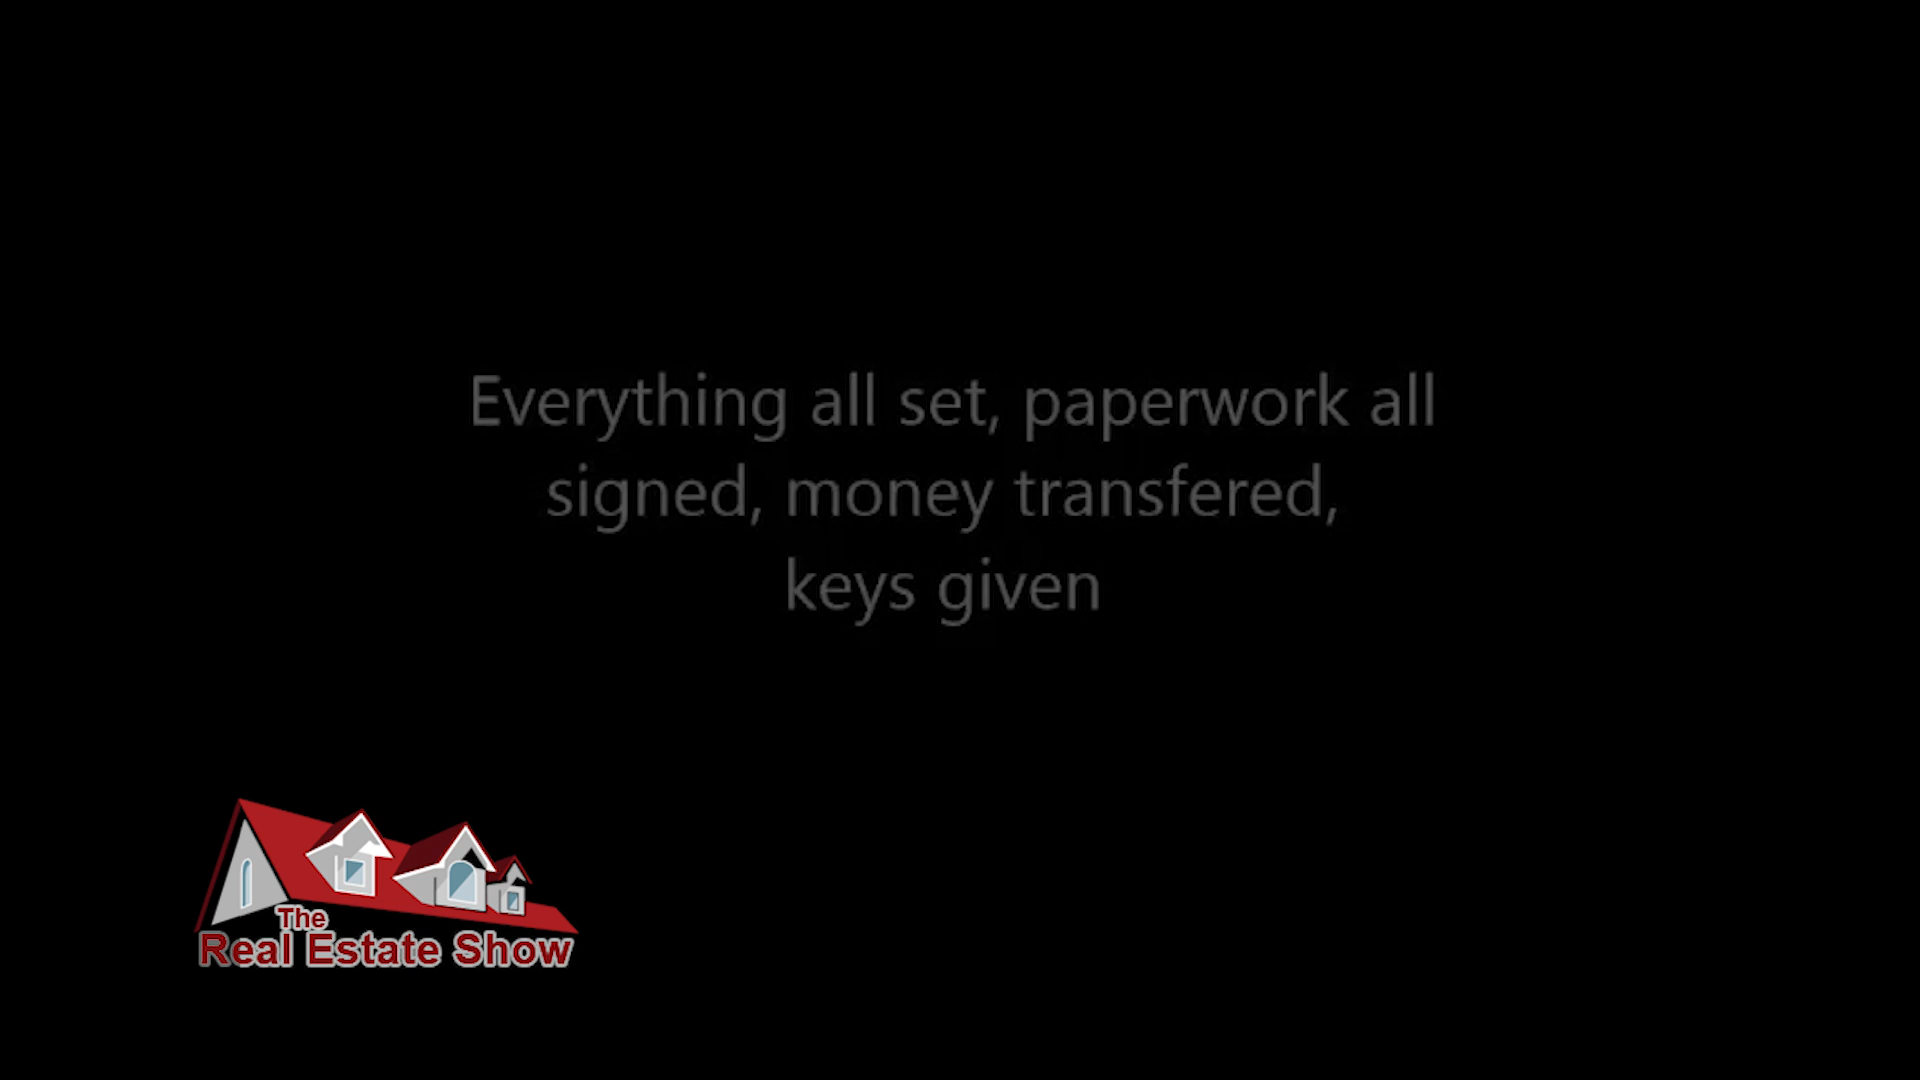 Everything all set, paperwork all
signed, money transfered,
keys given
The
Real Estate Show